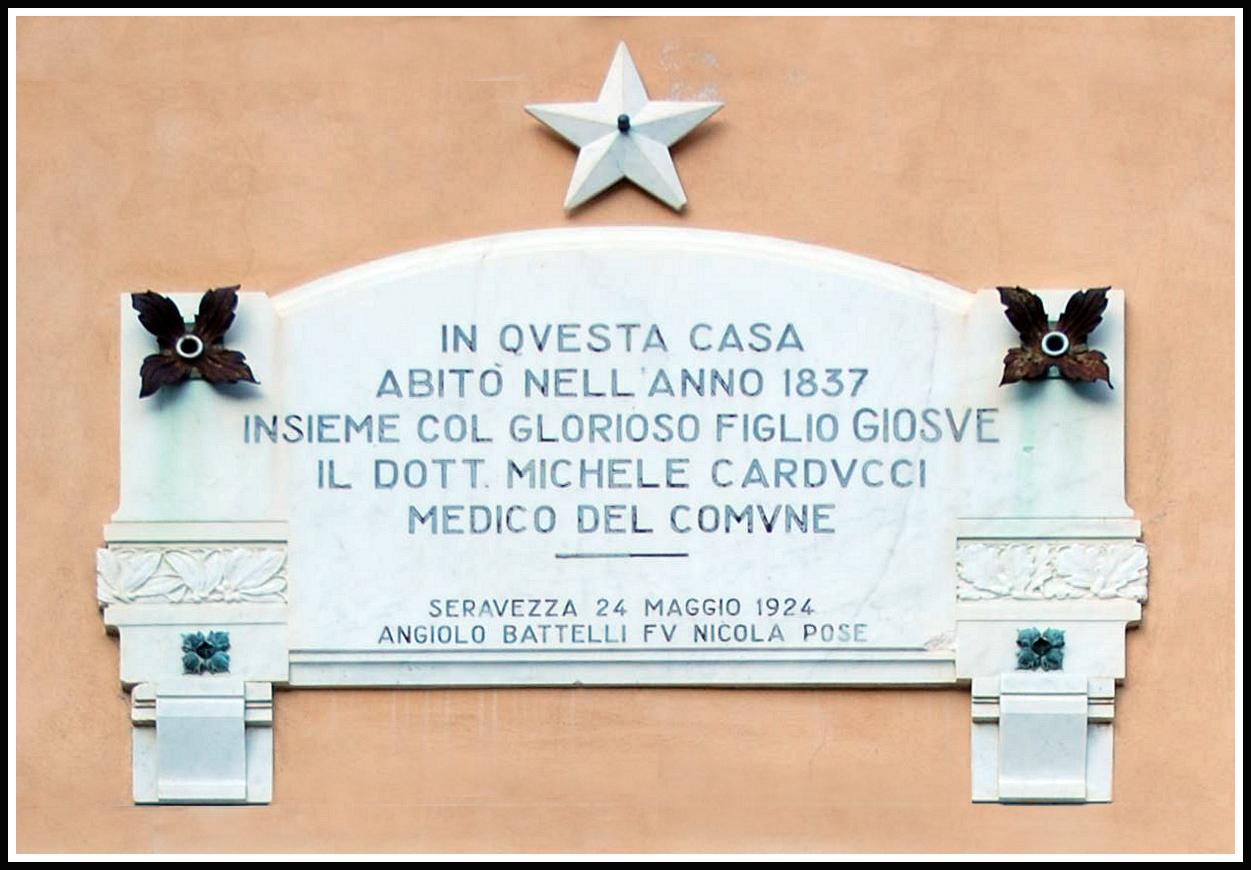 IN QVESTA CASA
ABITÒ NELL'ANNO 1837
INSIEME COL GLORIOSO FIGLIO GIOSVE
IL DOTT. MICHELE CARDVCCI
MEDICO DEL COMVNE
SERAVEZZA 24 MAGGIO 1924
ANGIOLO BATTELLI FV NICOLA POSE